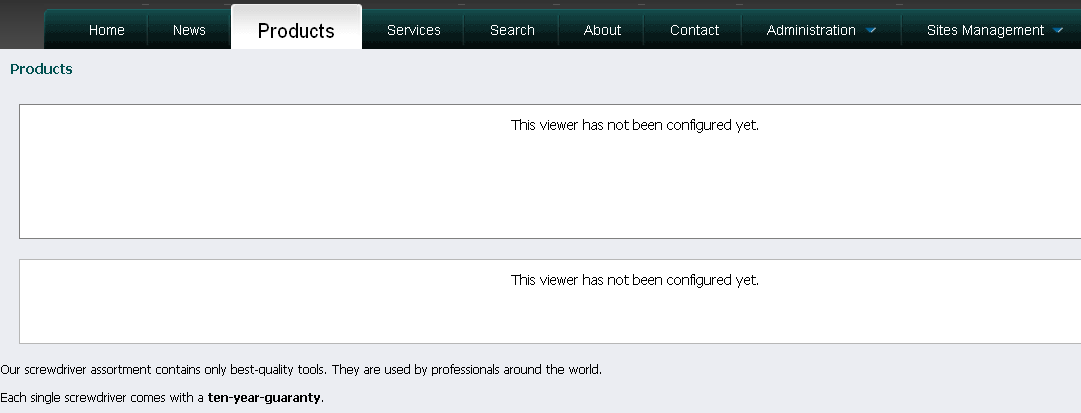 Home News Products Services Search About Contact Administration Sites Management
Products
This viewer has not been configured yet.
This viewer has not been configured yet.
Our screwdriver assortment contains only best-quality tools. They are used by professionals around the world.
Each single screwdriver comes with a ten-year-guaranty.